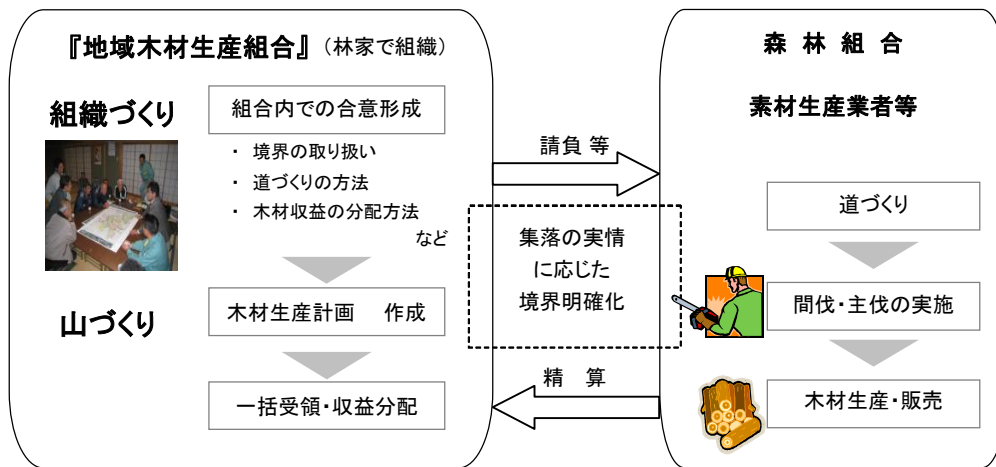 『地域木材生産組合』（林家で組織）
組織づくり
組合内での合意形成
・ 境界の取り扱い
・ 道づくりの方法
・ 木材収益の分配方法
など
山づくり
木材生産計画　作成
一括受領・収益分配
請負 等
集落の実情
に応じた
境界明確化
精　算
森 林 組 合
素材生産業者等
道づくり
間伐・主伐の実施
木材生産・販売